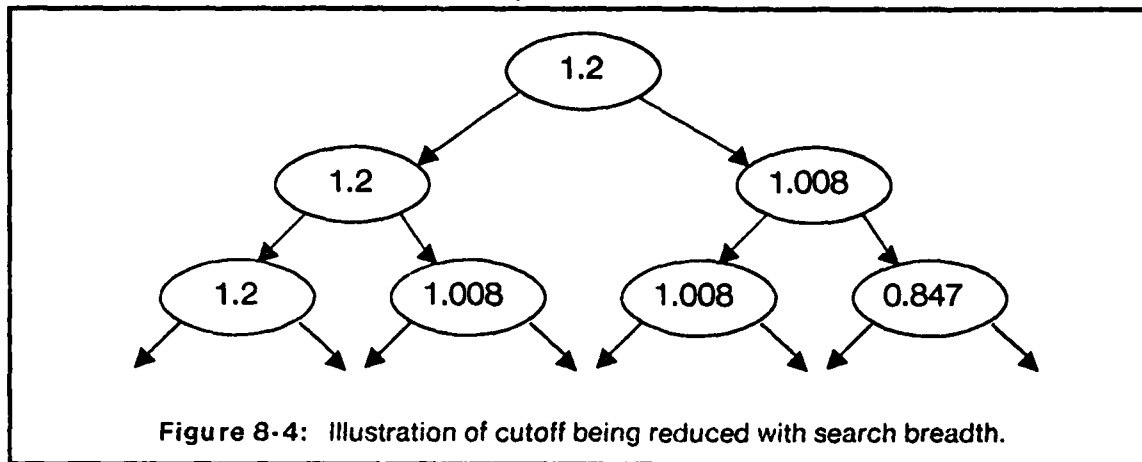 1.2
1.2 1.008
1.2 1.008 1.008 0.847
Figure 8-4: Illustration of cutoff being reduced with search breadth.